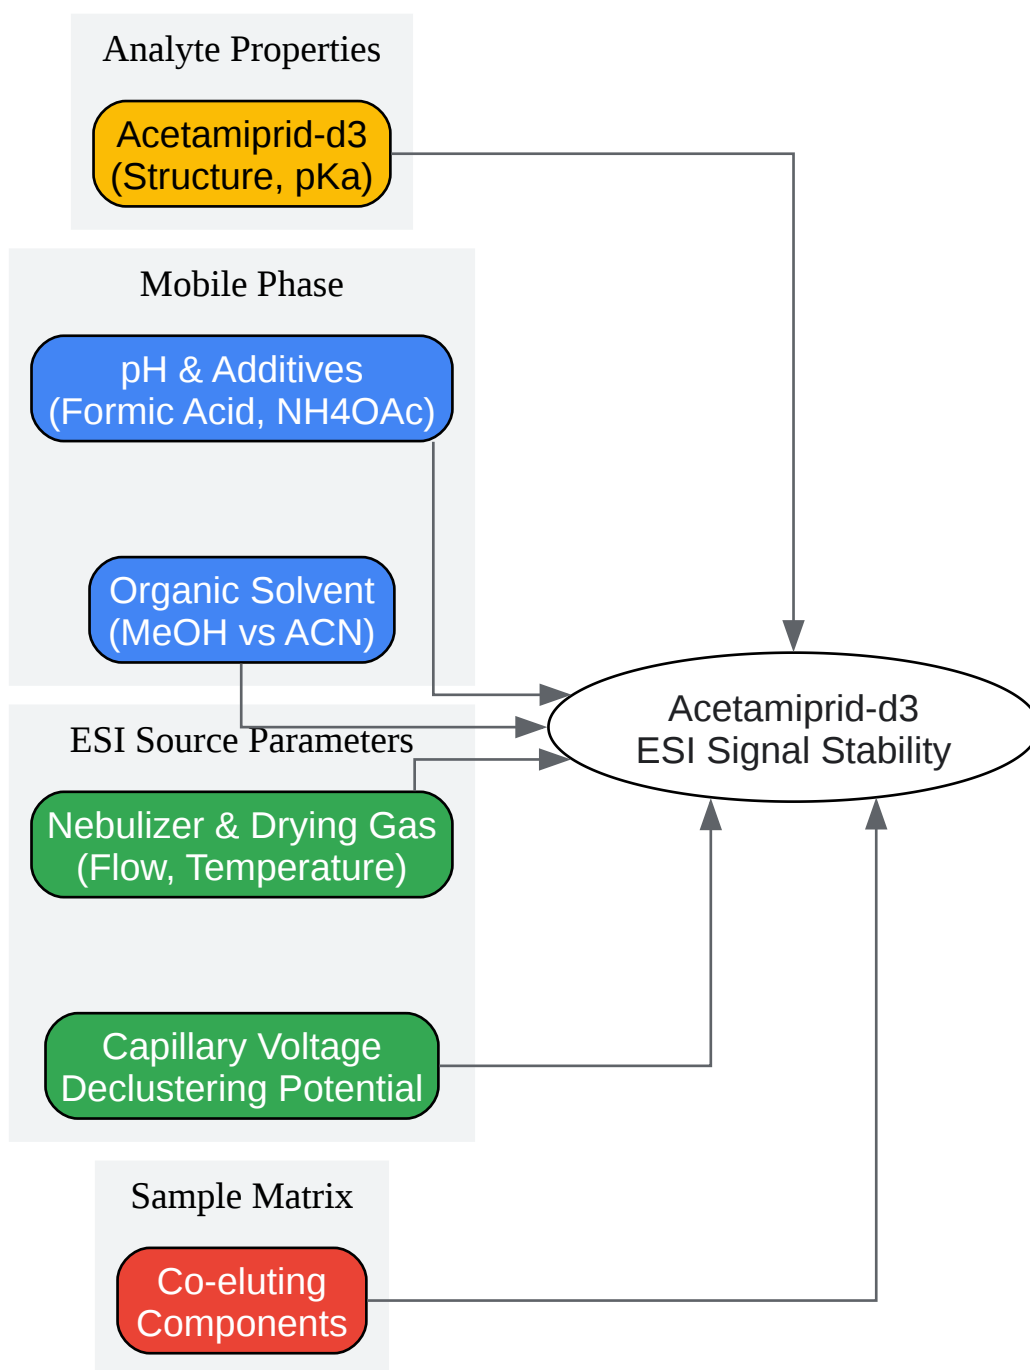 Analyte Properties
Acetamiprid-d3
(Structure, pKa)
Mobile Phase
pH & Additives
(Formic Acid, NH4OAc)
Organic Solvent
(MeOH vs ACN)
Acetamiprid-d3
ESI Signal Stability
ESI Source Parameters
Nebulizer & Drying Gas
(Flow, Temperature)
Capillary Voltage
Declustering Potential
Sample Matrix
Co-eluting
Components